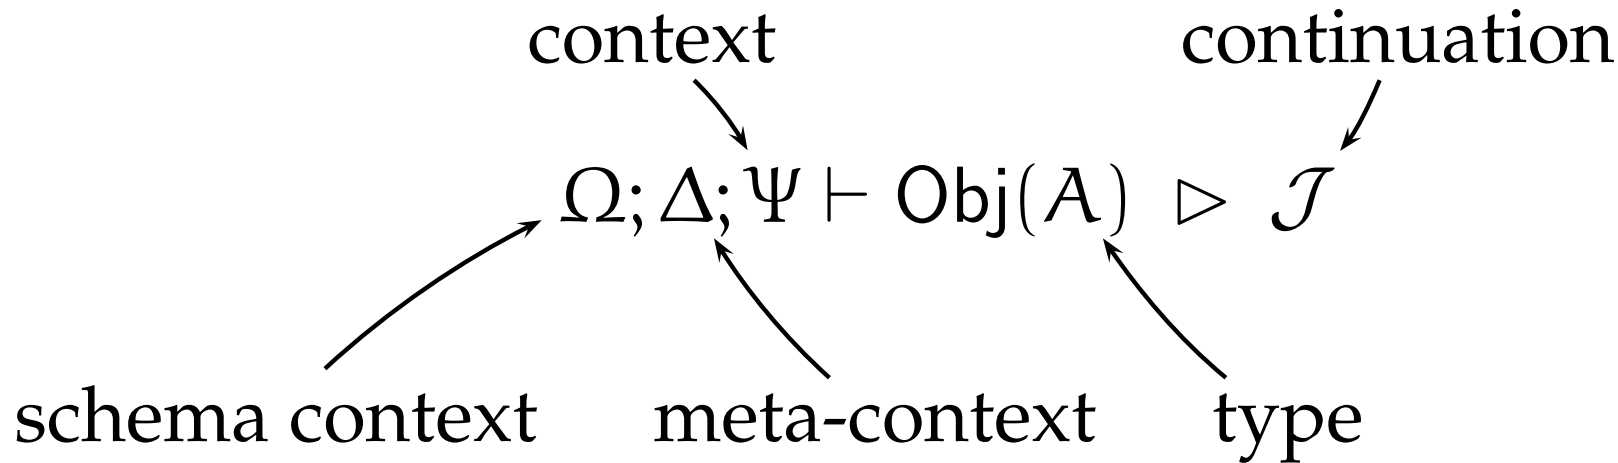 context continuation
Ω; Δ; Ψ ⊢ Obj(A) ▷ 𝒥
schema context meta-context type